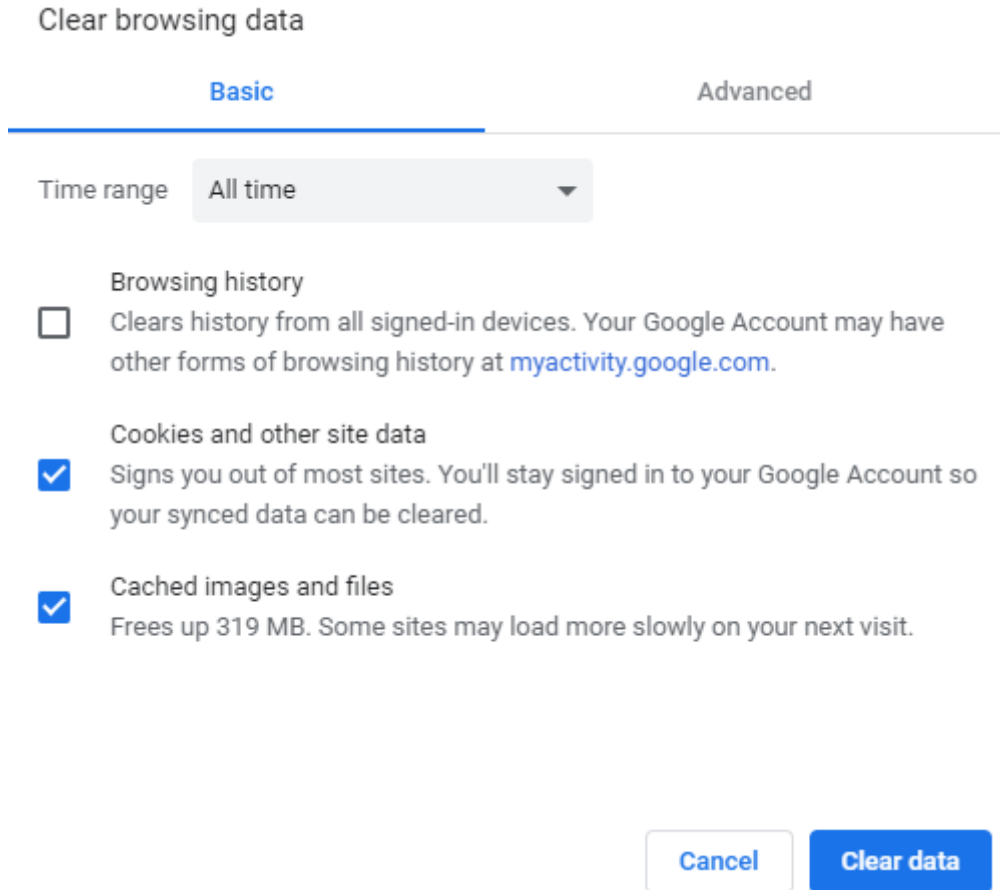 Clear browsing data
Basic
Advanced
Time range
All time
Browsing history
Clears history from all signed-in devices. Your Google Account may have
other forms of browsing history at myactivity.google.com.
Cookies and other site data
Signs you out of most sites. You'll stay signed in to your Google Account so
your synced data can be cleared.
Cached images and files
Frees up 319 MB. Some sites may load more slowly on your next visit.
Cancel
Clear data